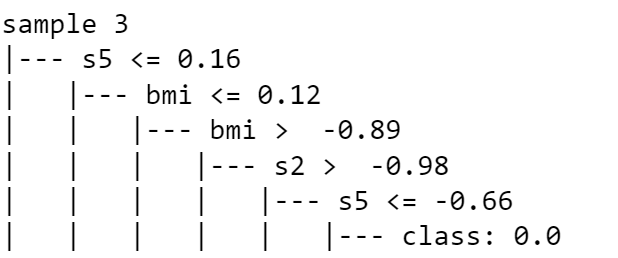 sample 3
|--- s5 <= 0.16
|   |--- bmi <= 0.12
|   |   |--- bmi >  -0.89
|   |   |   |--- s2 >  -0.98
|   |   |   |   |--- s5 <= -0.66
|   |   |   |   |   |--- class: 0.0